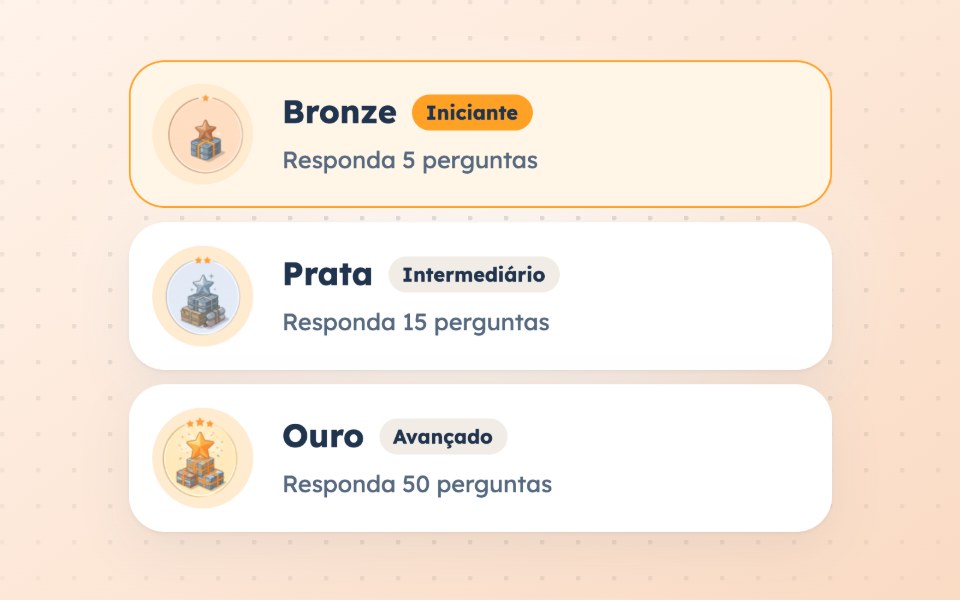 Bronze Iniciante
Responda 5 perguntas
Prata Intermediário
Responda 15 perguntas
Ouro Avançado
Responda 50 perguntas